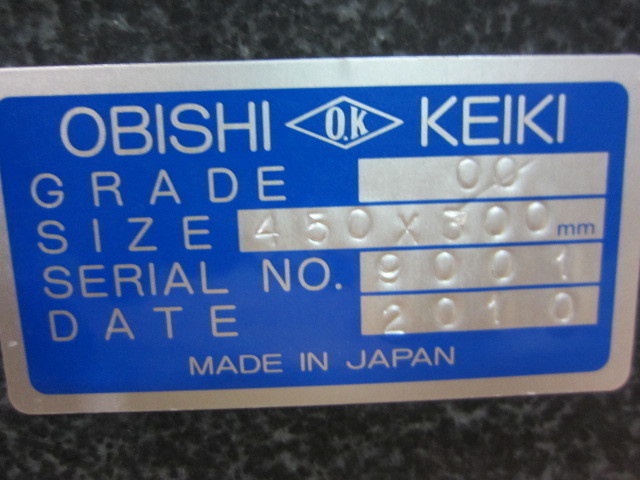 OBISHI O.K KEIKI
GRADE 00
SIZE 450X300 mm
SERIAL NO. 9001
DATE 2010
MADE IN JAPAN